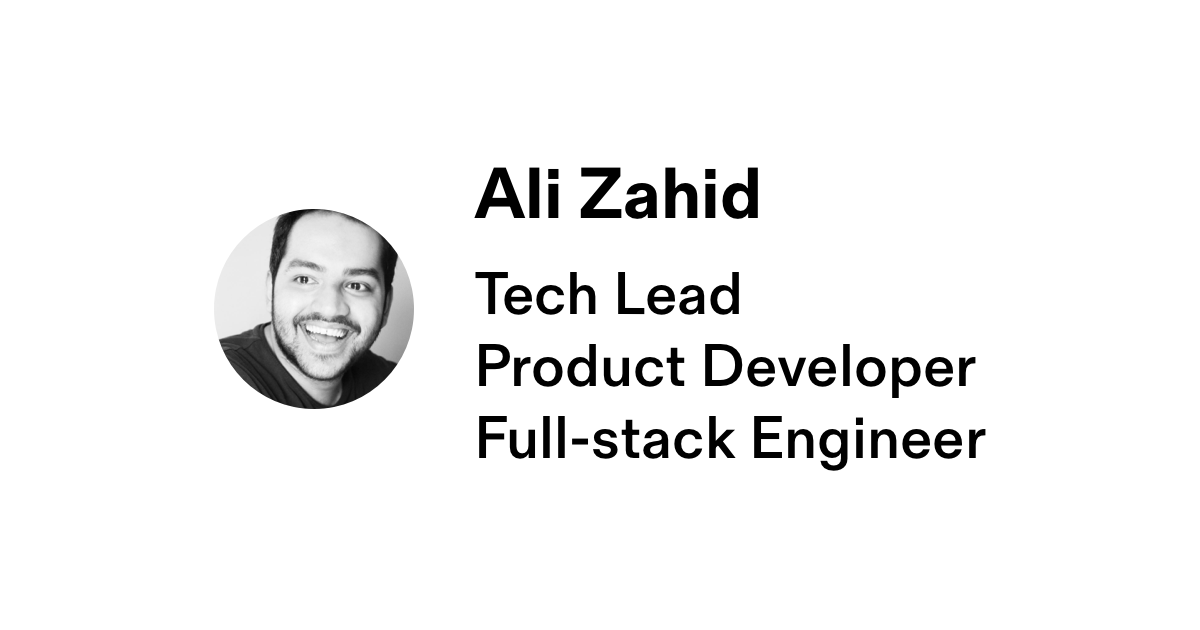 Ali Zahid
Tech Lead
Product Developer
Full-stack Engineer